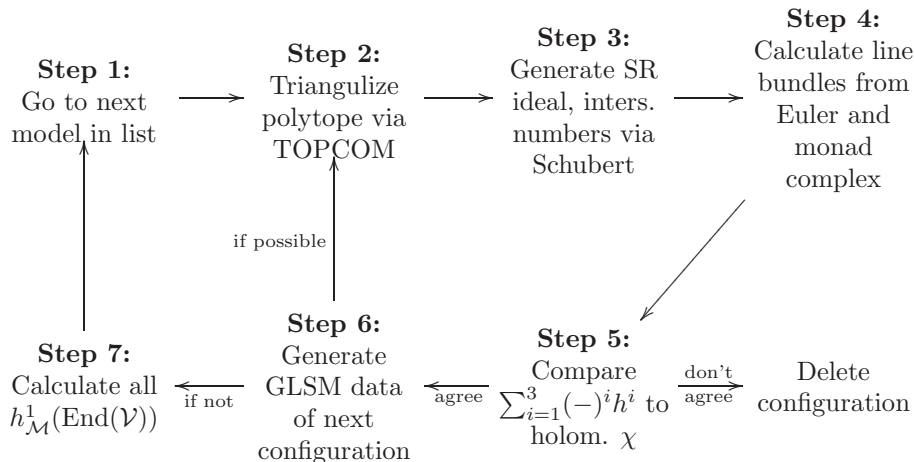 Step 1:
Go to next
model in list
Step 2:
Triangulize
polytope via
TOPCOM
Step 3:
Generate SR
ideal, inters.
numbers via
Schubert
Step 4:
Calculate line
bundles from
Euler and
monad
complex
if possible
Step 7:
Calculate all
h^1_M(End(V))
if not
Step 6:
Generate
GLSM data
of next
configuration
agree
Step 5:
Compare
∑^3_{i=1}(−)^i h^i to
holom. χ
don't
agree
Delete
configuration